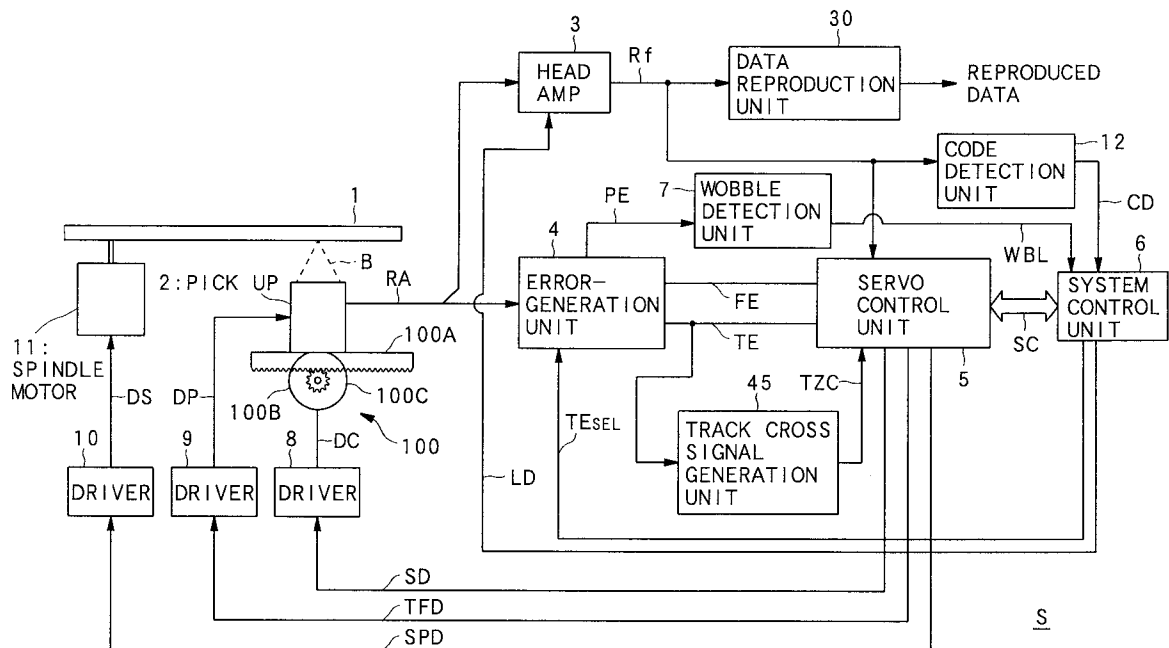 3
HEAD
AMP
Rf
30
DATA
REPRODUCTION
UNIT
REPRODUCED
DATA
12
CODE
DETECTION
UNIT
CD
7
WOBBLE
DETECTION
UNIT
PE
WBL
1
B
2:PICK UP
RA
4
ERROR-
GENERATION
UNIT
FE
TE
SERVO
CONTROL
UNIT
5
SC
6
SYSTEM
CONTROL
UNIT
11:
SPINDLE
MOTOR
100A
100B
100C
100
DS
DP
DC
TESEL
LD
TZC
45
TRACK CROSS
SIGNAL
GENERATION
UNIT
10
DRIVER
9
DRIVER
8
DRIVER
SD
TFD
SPD
S